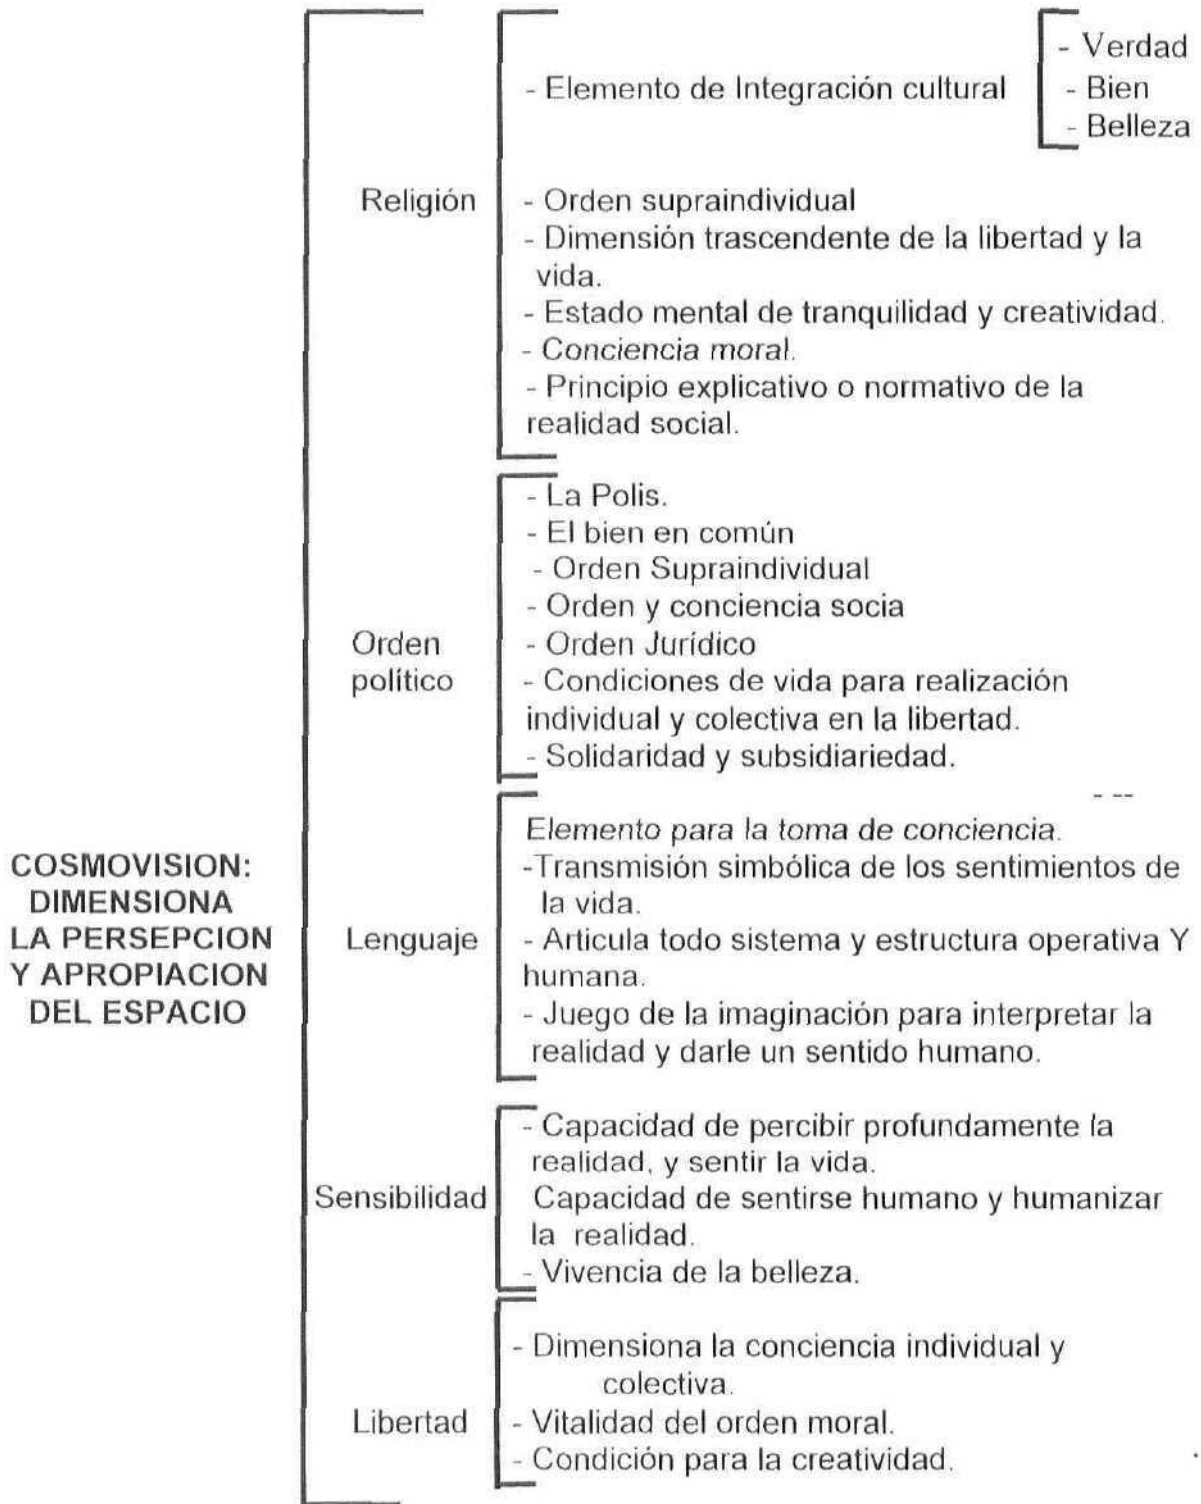 - Verdad
- Elemento de Integración cultural
- Bien
- Belleza
Religión
- Orden supraindividual
- Dimensión trascendente de la libertad y la
vida.
- Estado mental de tranquilidad y creatividad.
- Conciencia moral.
- Principio explicativo o normativo de la
realidad social.
Orden
político
- La Polis.
- El bien en común
- Orden Supraindividual
- Orden y conciencia socia
- Orden Jurídico
- Condiciones de vida para realización
individual y colectiva en la libertad.
- Solidaridad y subsidiariedad.
COSMOVISION:
DIMENSIONA
LA PERSEPCION
Y APROPIACION
DEL ESPACIO
Lenguaje
Elemento para la toma de conciencia.
-Transmisión simbólica de los sentimientos de
la vida.
- Articula todo sistema y estructura operativa Y
humana.
- Juego de la imaginación para interpretar la
realidad y darle un sentido humano.
Sensibilidad
- Capacidad de percibir profundamente la
realidad, y sentir la vida.
Capacidad de sentirse humano y humanizar
la realidad.
- Vivencia de la belleza.
Libertad
- Dimensiona la conciencia individual y
colectiva.
- Vitalidad del orden moral.
- Condición para la creatividad.